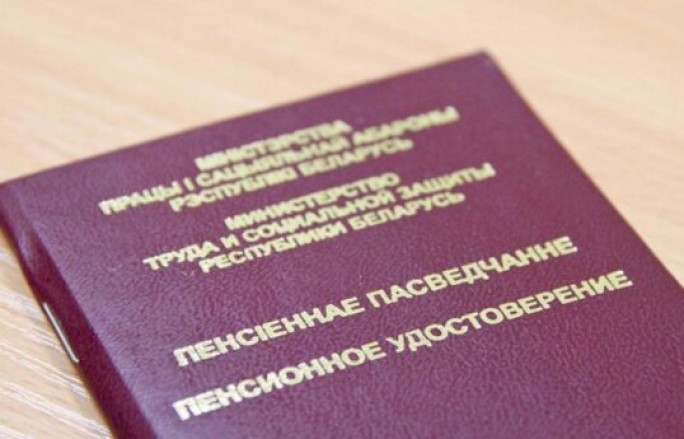 МІНІСТЭРСТВА
ПРАЦЫ І САЦЫЯЛЬНАЙ АБАРОНЫ
РЭСПУБЛІКІ БЕЛАРУСЬ
МИНИСТЕРСТВО
ТРУДА И СОЦИАЛЬНОЙ ЗАЩИТЫ
РЕСПУБЛИКИ БЕЛАРУСЬ
ПЕНСІЕННАЕ ПАСВЕДЧАННЕ
ПЕНСИОННОЕ УДОСТОВЕРЕНИЕ